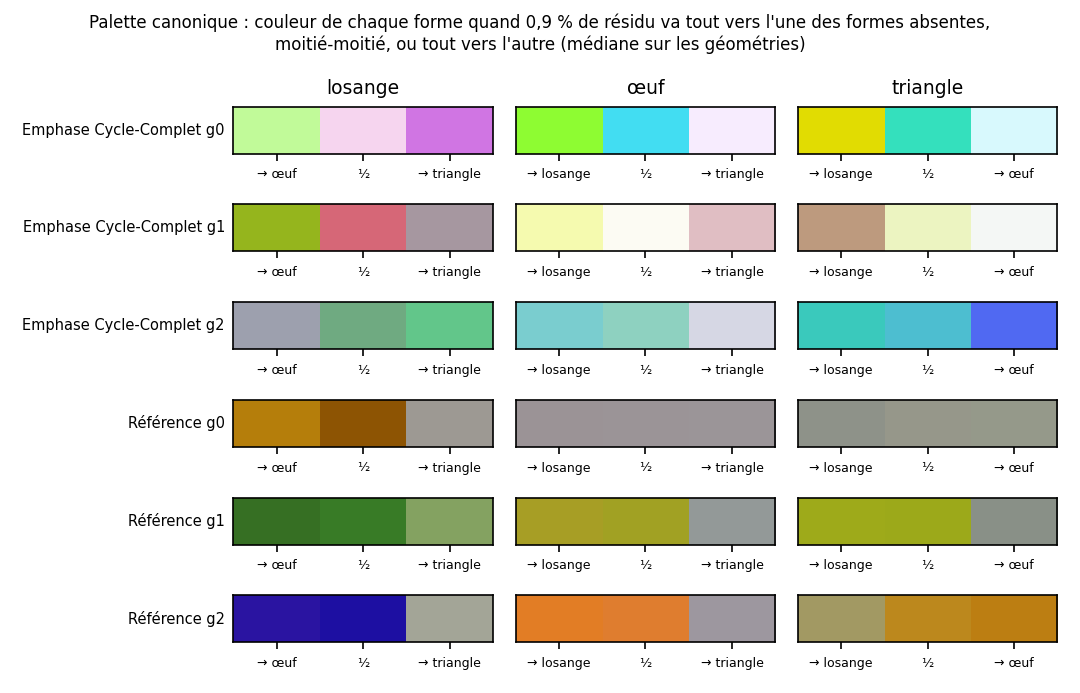 Palette canonique : couleur de chaque forme quand 0,9 % de résidu va tout vers l'une des formes absentes,
moitié-moitié, ou tout vers l'autre (médiane sur les géométries)
losange œuf triangle
Emphase Cycle-Complet g0
→ œuf ½ → triangle → losange ½ → triangle → losange ½ → œuf
Emphase Cycle-Complet g1
→ œuf ½ → triangle → losange ½ → triangle → losange ½ → œuf
Emphase Cycle-Complet g2
→ œuf ½ → triangle → losange ½ → triangle → losange ½ → œuf
Référence g0
→ œuf ½ → triangle → losange ½ → triangle → losange ½ → œuf
Référence g1
→ œuf ½ → triangle → losange ½ → triangle → losange ½ → œuf
Référence g2
→ œuf ½ → triangle → losange ½ → triangle → losange ½ → œuf